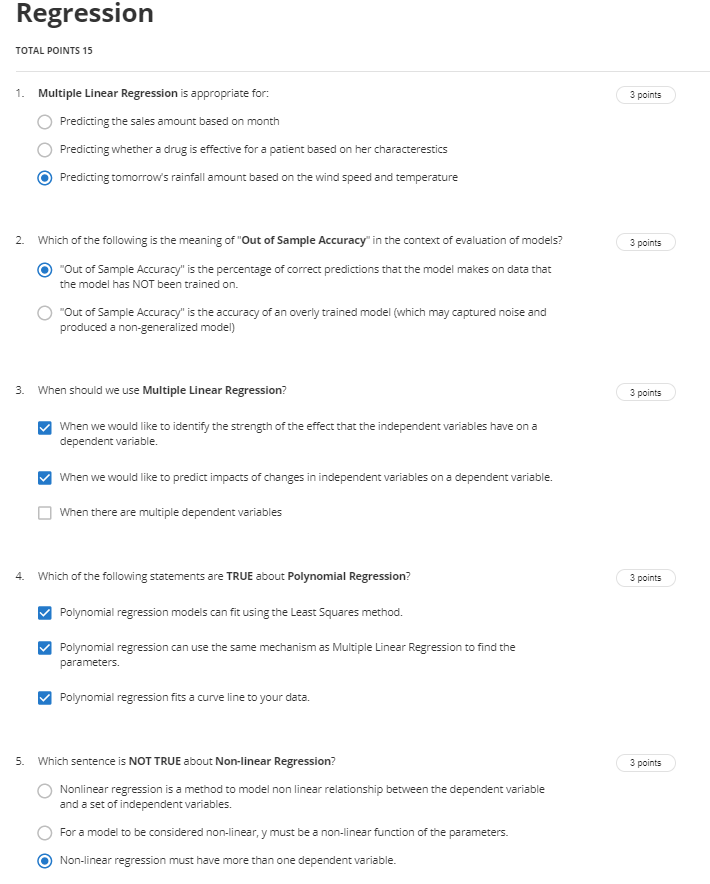 Regression
TOTAL POINTS 15
1. Multiple Linear Regression is appropriate for:
3 points
Predicting the sales amount based on month
Predicting whether a drug is effective for a patient based on her characterestics
Predicting tomorrow's rainfall amount based on the wind speed and temperature
2. Which of the following is the meaning of "Out of Sample Accuracy" in the context of evaluation of models?
3 points
"Out of Sample Accuracy" is the percentage of correct predictions that the model makes on data that
the model has NOT been trained on.
"Out of Sample Accuracy" is the accuracy of an overly trained model (which may captured noise and
produced a non-generalized model)
3. When should we use Multiple Linear Regression?
3 points
When we would like to identify the strength of the effect that the independent variables have on a
dependent variable.
When we would like to predict impacts of changes in independent variables on a dependent variable.
When there are multiple dependent variables
4. Which of the following statements are TRUE about Polynomial Regression?
3 points
Polynomial regression models can fit using the Least Squares method.
Polynomial regression can use the same mechanism as Multiple Linear Regression to find the
parameters.
Polynomial regression fits a curve line to your data.
5. Which sentence is NOT TRUE about Non-linear Regression?
3 points
Nonlinear regression is a method to model non linear relationship between the dependent variable
and a set of independent variables.
For a model to be considered non-linear, y must be a non-linear function of the parameters.
Non-linear regression must have more than one dependent variable.